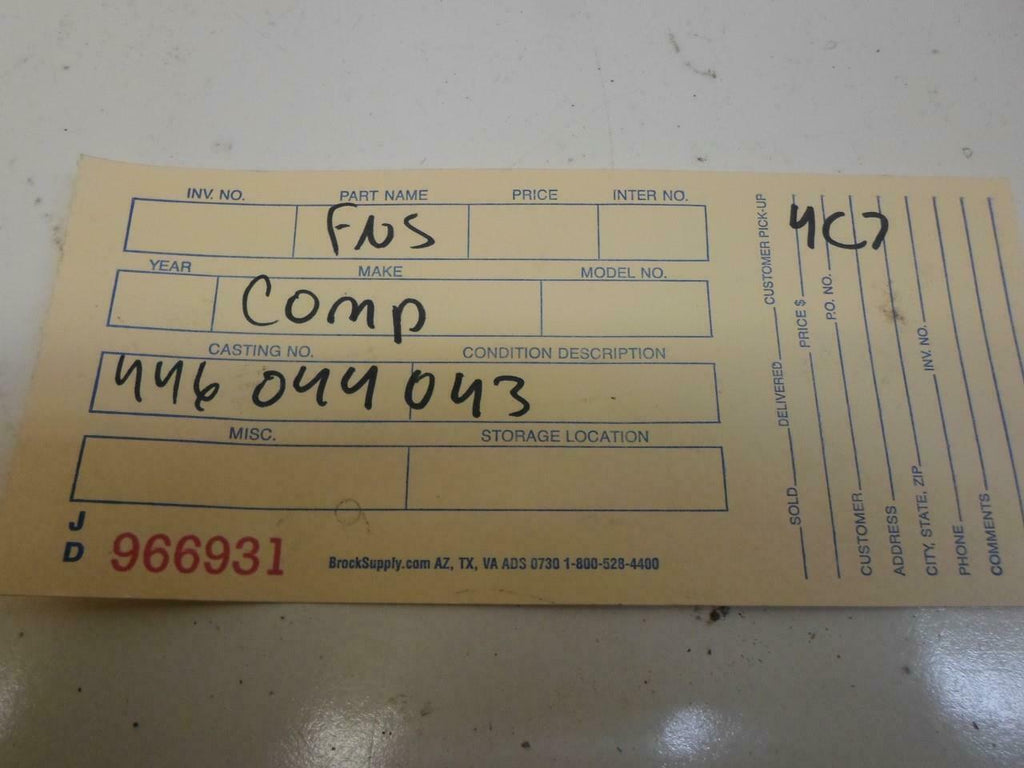 INV. NO. PART NAME PRICE INTER NO.
FNS
YEAR MAKE MODEL NO.
Comp
CASTING NO. CONDITION DESCRIPTION
446 044 043
MISC. STORAGE LOCATION
J
D 966931
BrockSupply.com AZ, TX, VA ADS 0730 1-800-528-4400
4C7
SOLD DELIVERED CUSTOMER PICK-UP
PRICE $
P.O. NO.
CUSTOMER
ADDRESS
CITY, STATE, ZIP INV. NO.
PHONE
COMMENTS